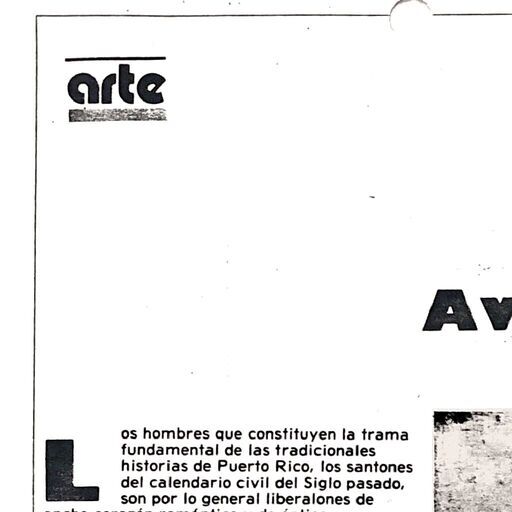 arte
Av
Los hombres que constituyen la trama
fundamental de las tradicionales
historias de Puerto Rico, los santones
del calendario civil del Siglo pasado,
son por lo general liberalones de